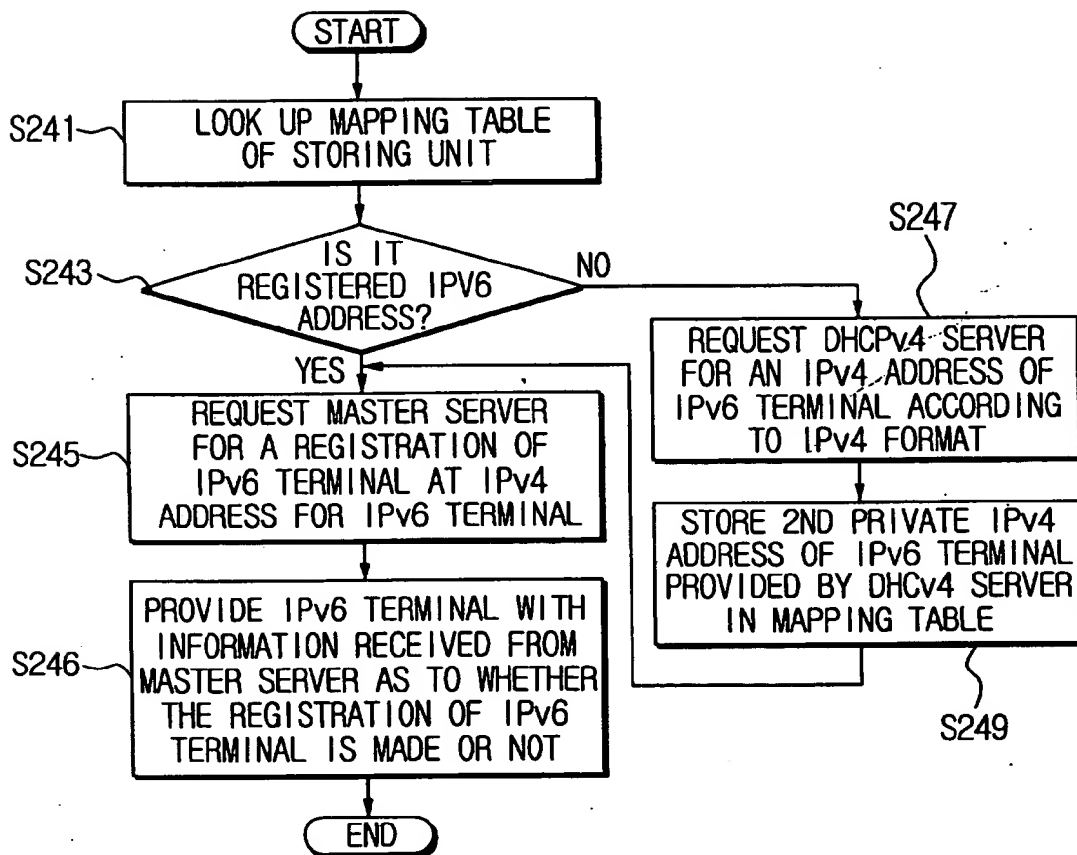 START
S241
LOOK UP MAPPING TABLE
OF STORING UNIT
S243
IS IT
REGISTERED IPV6
ADDRESS?
NO
YES
S247
REQUEST DHCPv4 SERVER
FOR AN IPv4 ADDRESS OF
IPv6 TERMINAL ACCORDING
TO IPv4 FORMAT
S245
REQUEST MASTER SERVER
FOR A REGISTRATION OF
IPv6 TERMINAL AT IPv4
ADDRESS FOR IPv6 TERMINAL
STORE 2ND PRIVATE IPv4
ADDRESS OF IPv6 TERMINAL
PROVIDED BY DHCv4 SERVER
IN MAPPING TABLE
S249
S246
PROVIDE IPv6 TERMINAL WITH
INFORMATION RECEIVED FROM
MASTER SERVER AS TO WHETHER
THE REGISTRATION OF IPv6
TERMINAL IS MADE OR NOT
END